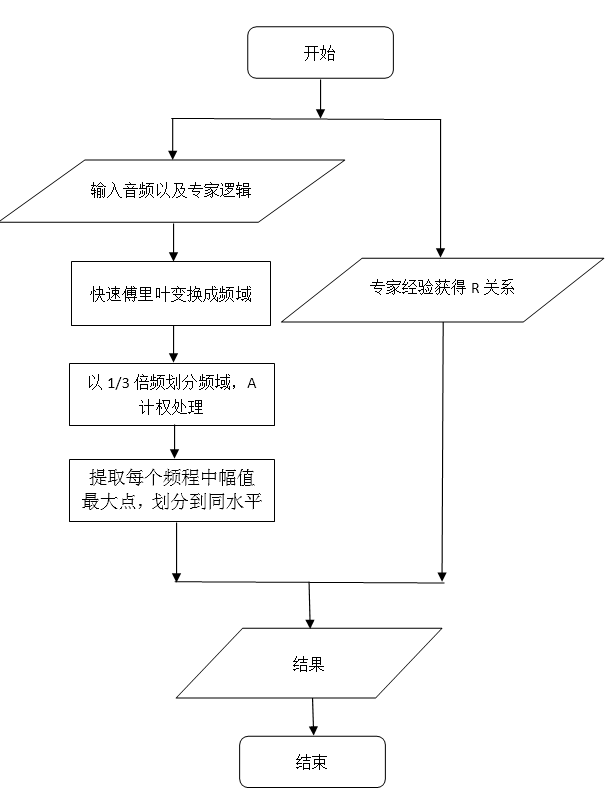 开始
输入音频以及专家逻辑
专家经验获得 R 关系
快速傅里叶变换成频域
以 1/3 倍频划分频域，A
计权处理
提取每个频程中幅值
最大点，划分到同水平
结果
结束